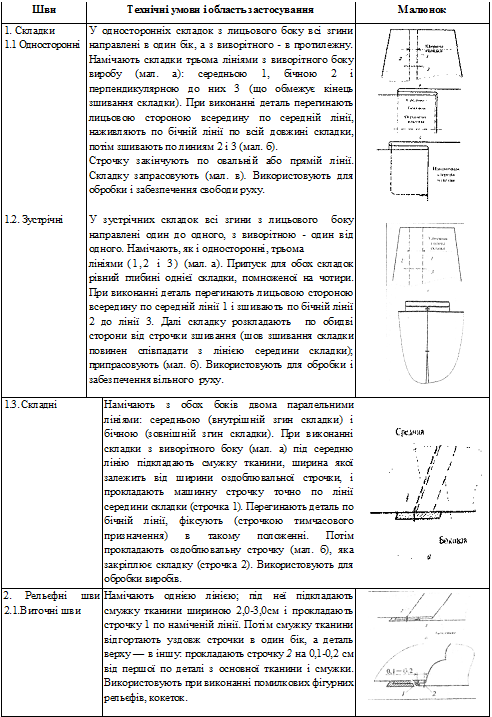 Шви
Технічні умови і область застосування
Малюнок
1. Складки
1.1 Односторонні
У односторонніх складок з лицьового боку всі згини
направлені в один бік, а з виворітного - в протилежну.
Намічають складки трьома лініями з виворітного боку
виробу (мал. а): середньою 1, бічною 2 і
перпендикулярною до них 3 (що обмежує кінець
зшивання складки). При виконанні деталь перегинають
лицьовою стороною всередину по середній лінії,
наживляють по бічній лінії по всій довжині складки,
потім зшивають по линиям 2 і 3 (мал. б).
Строчку закінчують по овальній або прямій лінії.
Складку запрасовують (мал. в). Використовують для
обробки і забезпечення свободи руху.
1.2. Зустрічні
У зустрічних складок всі згини з лицьового боку
направлені один до одного, з виворітною - один від
одного. Намічають, як і односторонні, трьома
лініями (1,2 і 3) (мал. а). Припуск для обох складок
рівний глибині однієї складки, помноженої на чотири.
При виконанні деталь перегинають лицьовою стороною
всередину по середній лінії 1 і зшивають по бічній лінії
2 до лінії 3. Далі складку розкладають по обидві
сторони від строчки зшивання (шов зшивання складки
повинен співпадати з лінією середини складки);
припрасовують (мал. б). Використовують для обробки і
забезпечення вільного руху.
1.3. Складні
Намічають з обох боків двома паралельними
лініями: середньою (внутрішній згин складки) і
бічною (зовнішній згин складки). При виконанні
складки з виворітного боку (мал. а) під середню
лінію підкладають смужку тканини, ширина якої
залежить від ширини оздоблювальної строчки, і
прокладають машинну строчку точно по лінії
середини складки (строчка 1). Перегинають деталь по
бічній лінії, фіксують (строчкою тимчасового
призначення) в такому положенні. Потім
прокладають оздоблювальну строчку (мал. б), яка
закріплює складку (строчка 2). Використовують для
обробки виробів.
Средняя
Боковая
а
2. Рельєфні шви
2.1.Виточні шви
Намічають однією лінією; під неї підкладають
смужку тканини шириною 2,0-3,0см і прокладають
строчку 1 по наміченій лінії. Потім смужку тканини
відгортають уздовж строчки в один бік, а деталь
верху — в іншу: прокладають строчку 2 на 0,1-0,2 см
від першої по деталі з основної тканини і смужки.
Використовують при виконанні помилкових фігурних
рельєфів, кокеток.
0,1–0,2
1
2